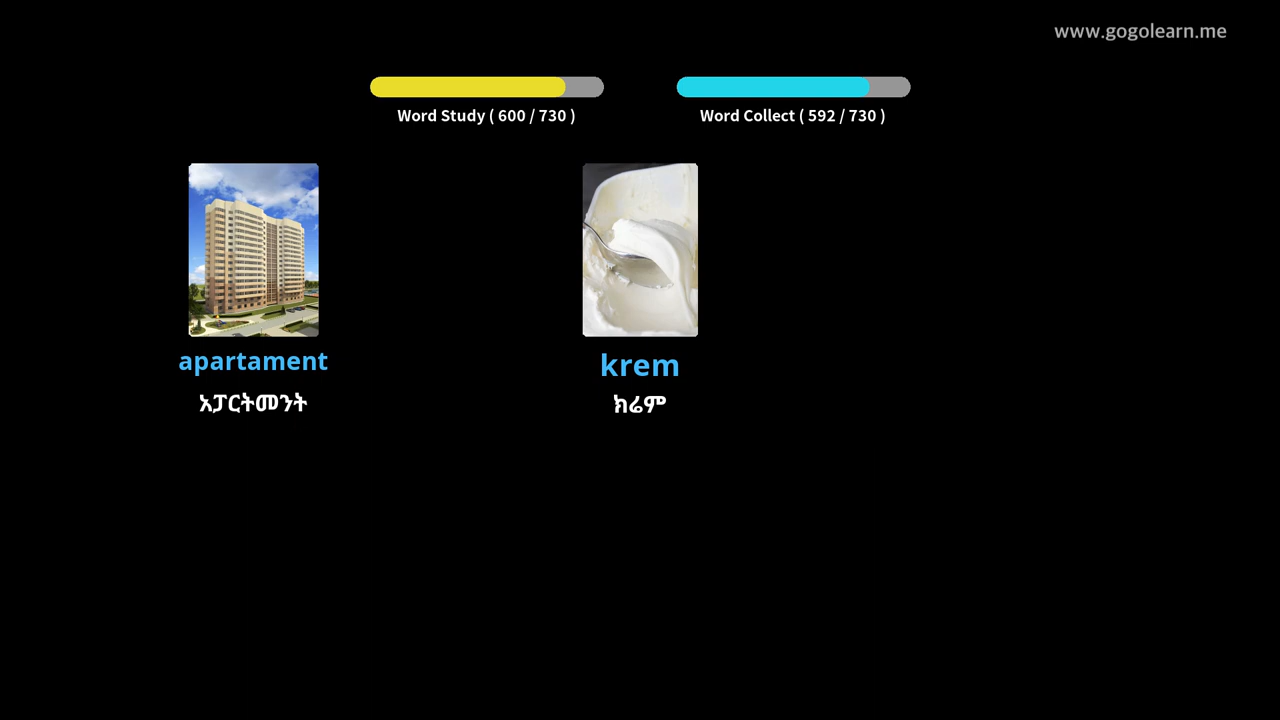 www.gogolearn.me
Word Study ( 600 / 730 )
Word Collect ( 592 / 730 )
apartament
krem
አፓርትመንት
ክሬም